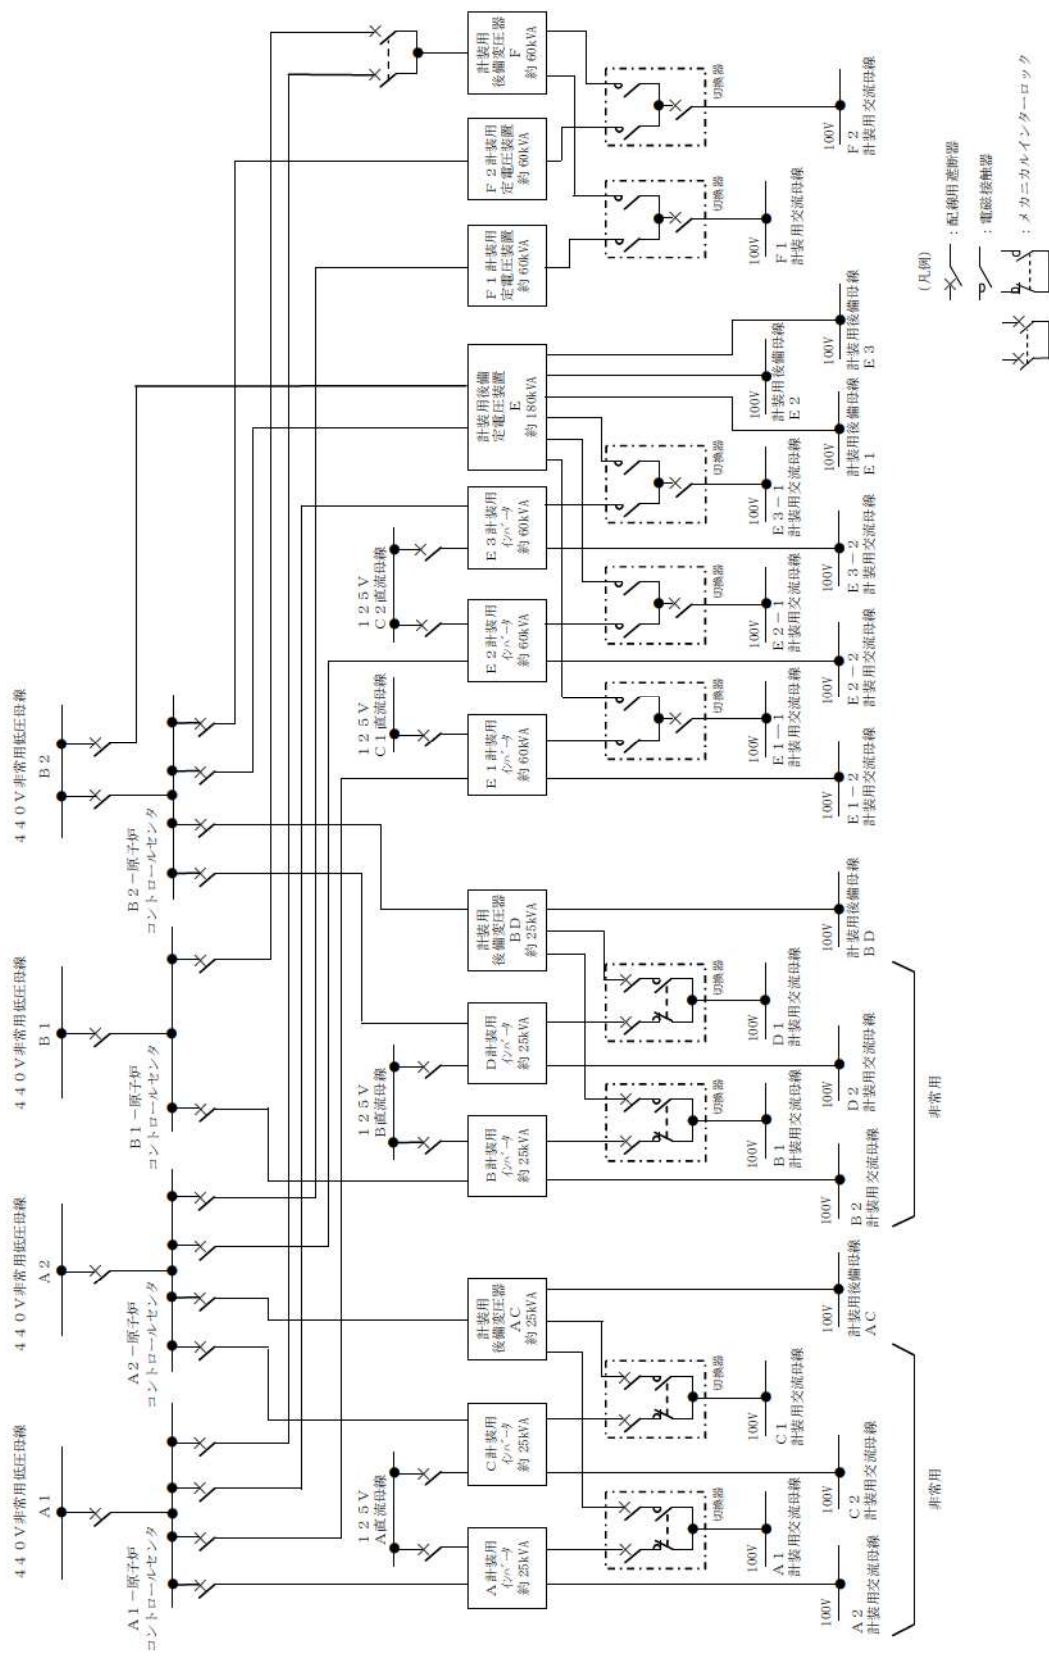 440V非常用低圧母線
A1
440V非常用低圧母線
A2
440V非常用低圧母線
B1
440V非常用低圧母線
B2
A1－原子炉
コントロールセンタ
A2－原子炉
コントロールセンタ
B1－原子炉
コントロールセンタ
B2－原子炉
コントロールセンタ
125V
A直流母線
125V
B直流母線
125V
C1直流母線
125V
C2直流母線
A計装用
インバータ
約25kVA
C計装用
インバータ
約25kVA
計装用
後備変圧器
AC
約25kVA
B計装用
インバータ
約25kVA
D計装用
インバータ
約25kVA
計装用
後備変圧器
BD
約25kVA
E1計装用
インバータ
約60kVA
E2計装用
インバータ
約60kVA
E3計装用
インバータ
約60kVA
計装用後備
定電圧装置
E
約180kVA
F1計装用
定電圧装置
約60kVA
F2計装用
定電圧装置
約60kVA
計装用
後備変圧器
F
約60kVA
切換器
切換器
切換器
切換器
切換器
切換器
切換器
切換器
切換器
100V
A1
計装用交流母線
100V
C1
計装用交流母線
100V
B1
計装用交流母線
100V
D1
計装用交流母線
100V
E1－1
計装用交流母線
100V
E2－1
計装用交流母線
100V
E3－1
計装用交流母線
100V
計装用後備母線
E2
100V
F1
計装用交流母線
100V
A2
計装用交流母線
100V
C2
計装用交流母線
100V
計装用後備母線
AC
100V
B2
計装用交流母線
100V
D2
計装用交流母線
100V
計装用後備母線
BD
100V
E1－2
計装用交流母線
100V
E2－2
計装用交流母線
100V
E3－2
計装用交流母線
100V
計装用後備母線
E1
100V
計装用後備母線
E3
100V
F2
計装用交流母線
非常用
非常用
(凡例)
：配線用遮断器
：電磁接触器
：メカニカルインターロック